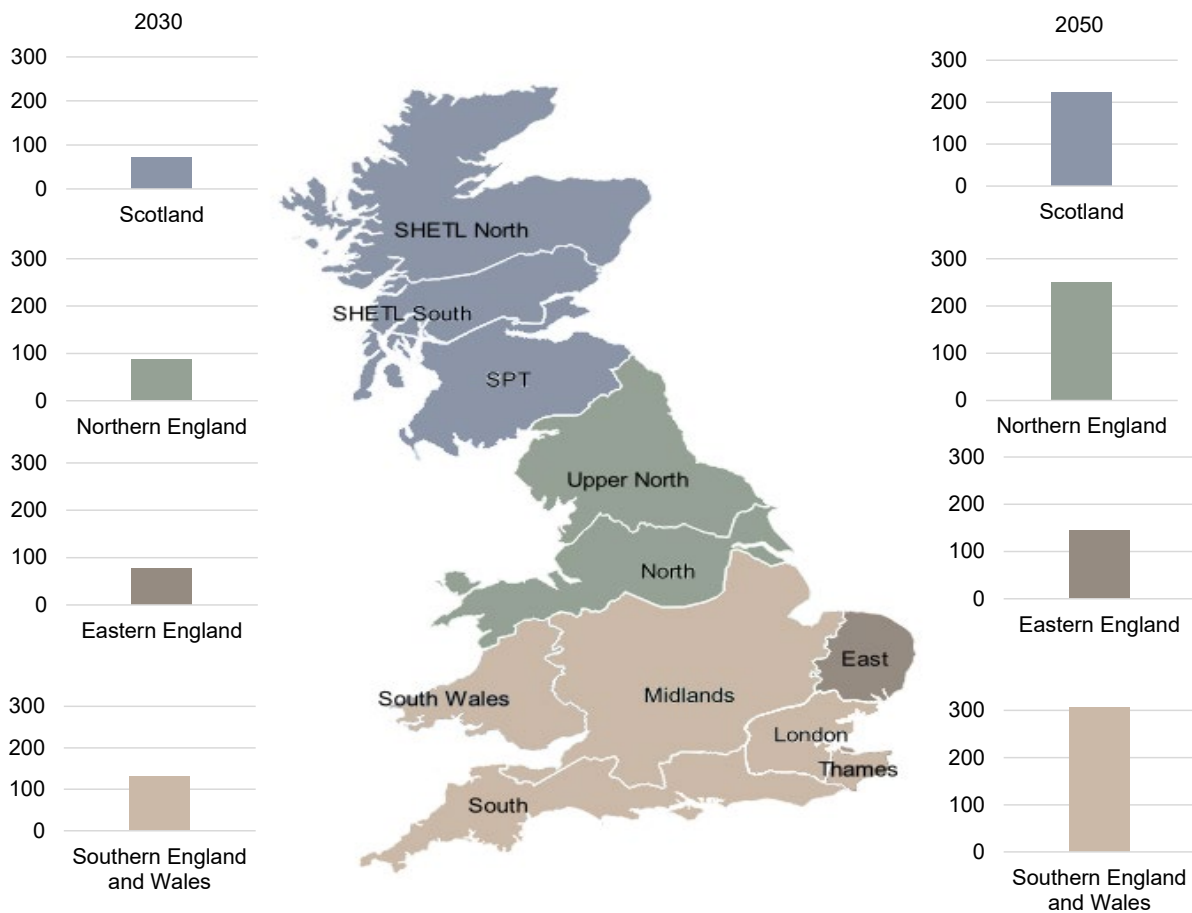 2030
300
200
100
0
Scotland
300
200
100
0
Northern England
300
200
100
0
Eastern England
300
200
100
0
Southern England
and Wales
SHETL North
SHETL South
SPT
Upper North
North
East
South Wales
Midlands
London
Thames
South
2050
300
200
100
0
Scotland
300
200
100
0
Northern England
300
200
100
0
Eastern England
300
200
100
0
Southern England
and Wales